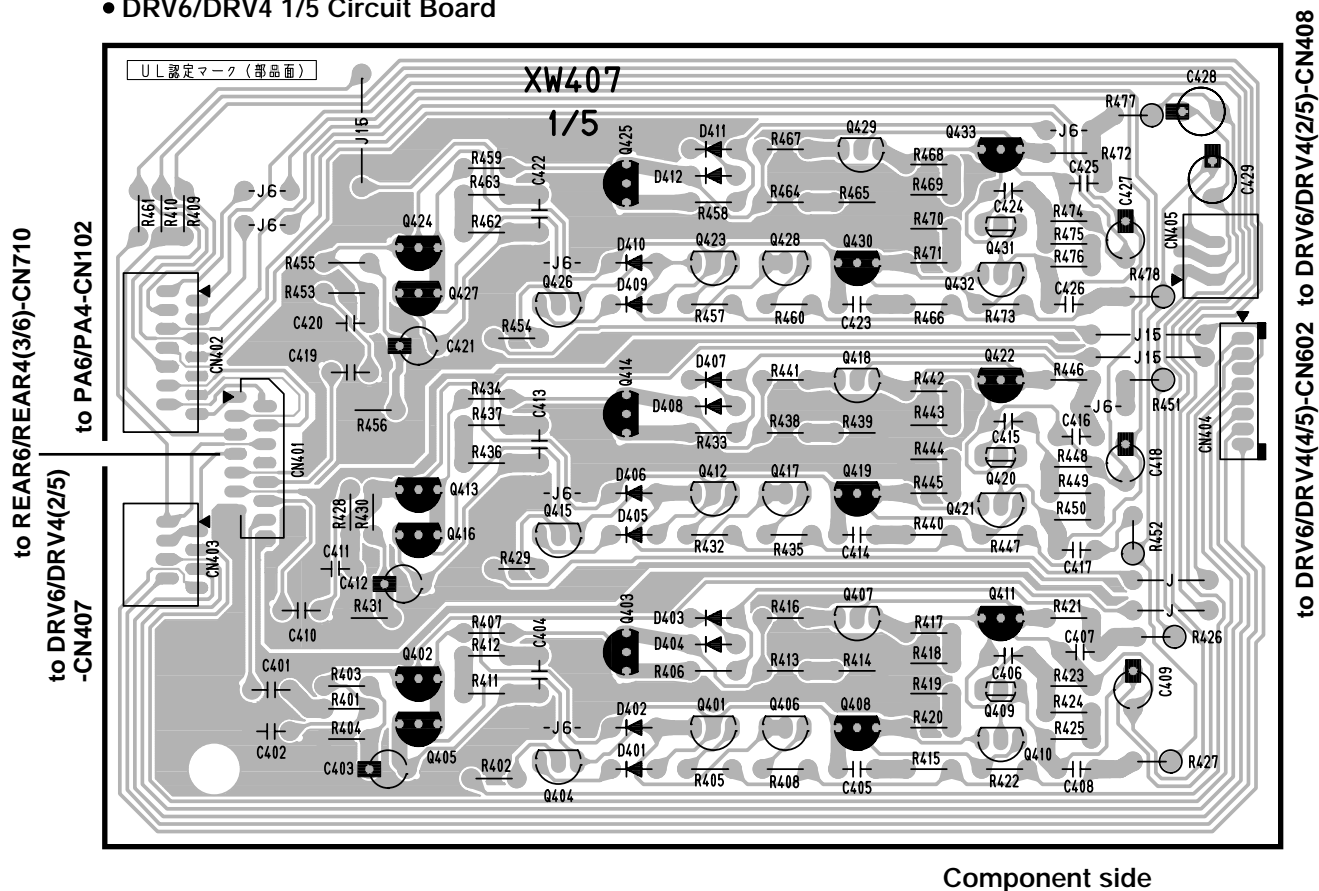 • DRV6/DRV4 1/5 Circuit Board
UL認定マーク（部品面）
XW407
1/5
J15
C428
R477
Q425
D411
R467
Q429
Q433
-J6-
R472
R459
C422
R468
C425
R463
D412
R469
C427
C429
R461
R410
R409
-J6-
R464
R465
C424
R458
R474
CN405
-J6-
Q424
R462
R470
R475
D410
Q423
Q428
Q430
Q431
R455
-J6-
R471
R476
R478
R453
Q427
Q426
D409
Q432
C426
C420
R454
R457
R460
C423
R466
R473
C421
J15
CN402
C419
D407
Q418
Q422
J15
Q414
R441
R446
R434
C413
R442
R451
R437
D408
R443
-J6-
R456
R433
R438
R439
C415
C416
CN404
R436
R444
R448
C418
CN401
D406
Q412
Q417
Q419
Q420
Q413
-J6-
R445
R449
R428
R430
Q415
D405
Q421
R450
Q416
R452
CN403
C411
R429
R432
R435
C414
R440
R447
C417
C412
J
Q407
Q411
R431
Q403
D403
R416
R421
J
C410
R407
C404
R417
R426
R412
D404
R418
C407
Q402
R406
R413
R414
C406
C401
R403
R411
R419
R423
C409
R401
D402
Q401
Q406
Q408
Q409
R424
R404
-J6-
R420
R425
C402
D401
Q410
R427
C403
Q405
R402
Q404
R405
R408
C405
R415
R422
C408
to REAR6/REAR4(3/6)-CN710
to PA6/PA4-CN102
to DRV6/DRV4(2/5)
-CN407
to DRV6/DRV4(2/5)-CN408
to DRV6/DRV4(4/5)-CN602
Component side